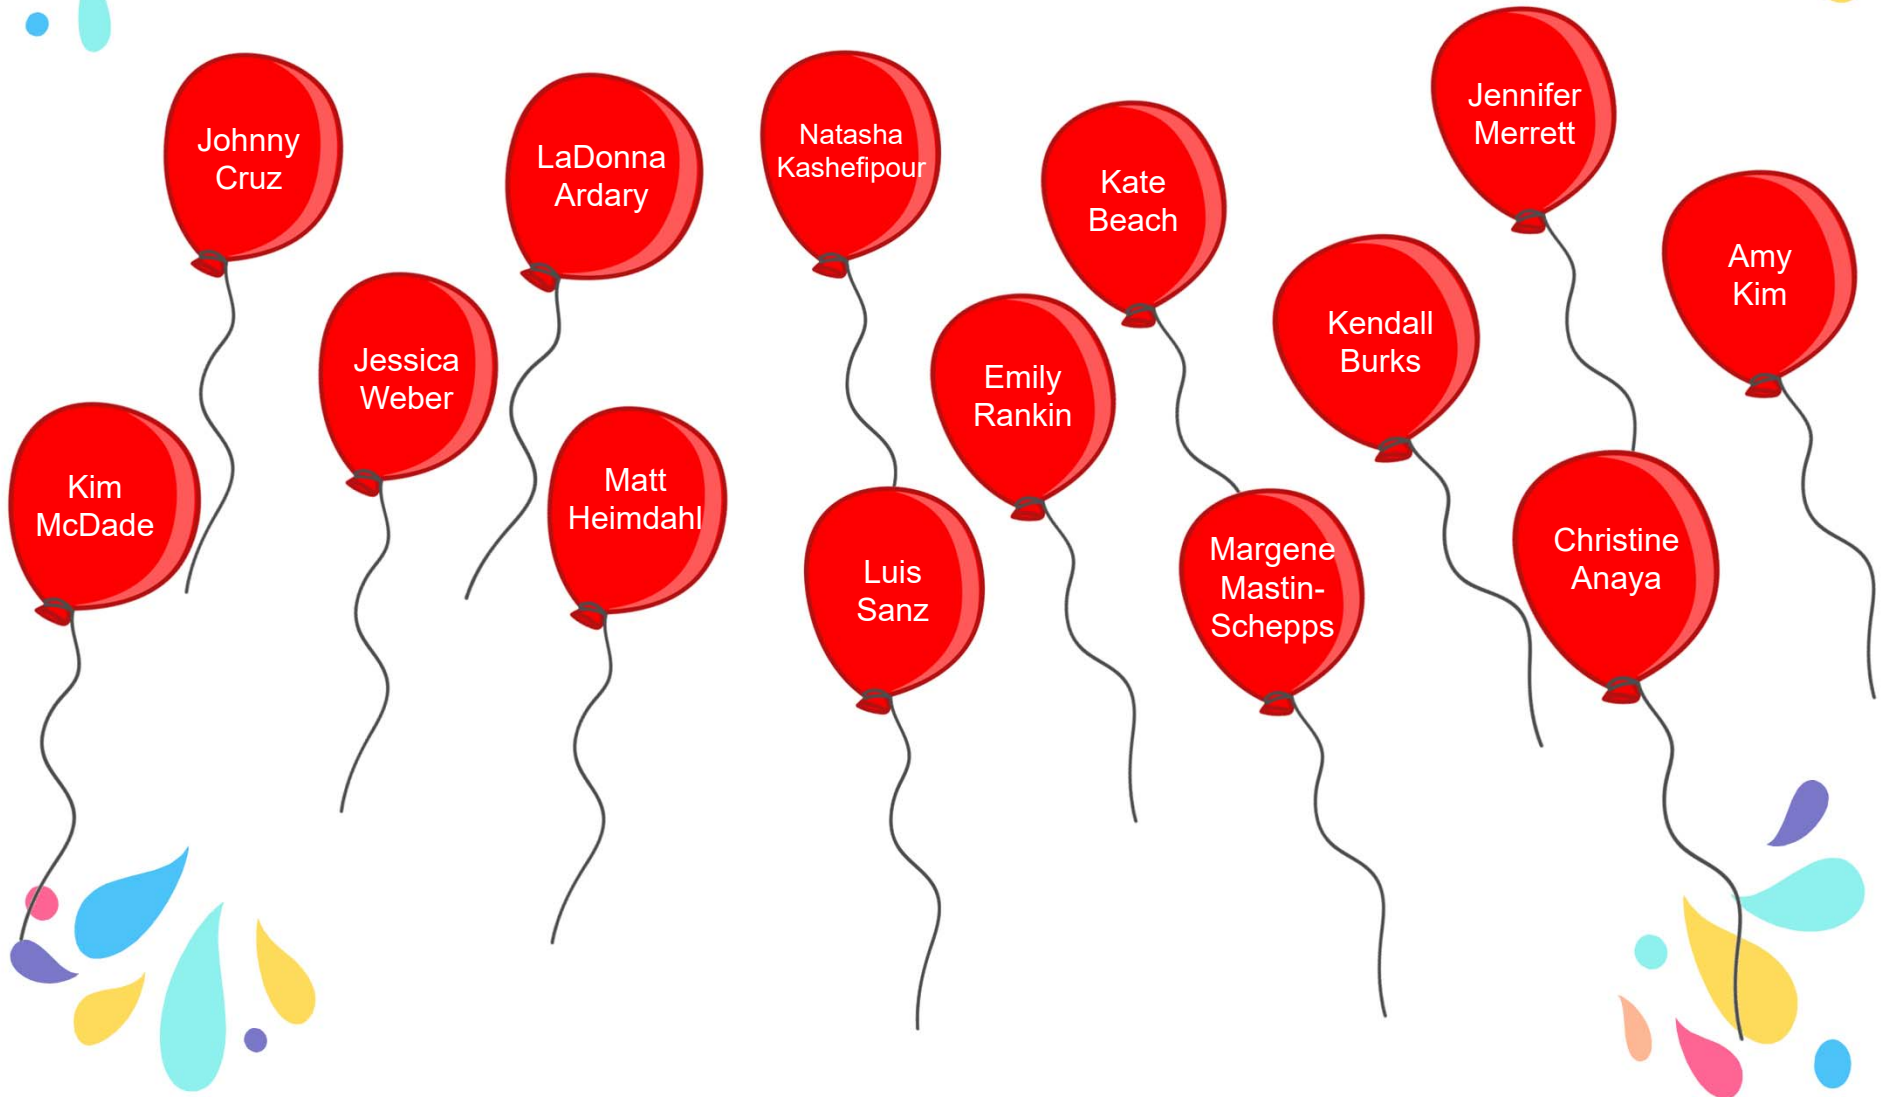 Johnny
Cruz
LaDonna
Ardary
Natasha
Kashefipour
Kate
Beach
Jennifer
Merrett
Amy
Kim
Kim
McDade
Jessica
Weber
Matt
Heimdahl
Emily
Rankin
Kendall
Burks
Luis
Sanz
Margene
Mastin-
Schepps
Christine
Anaya